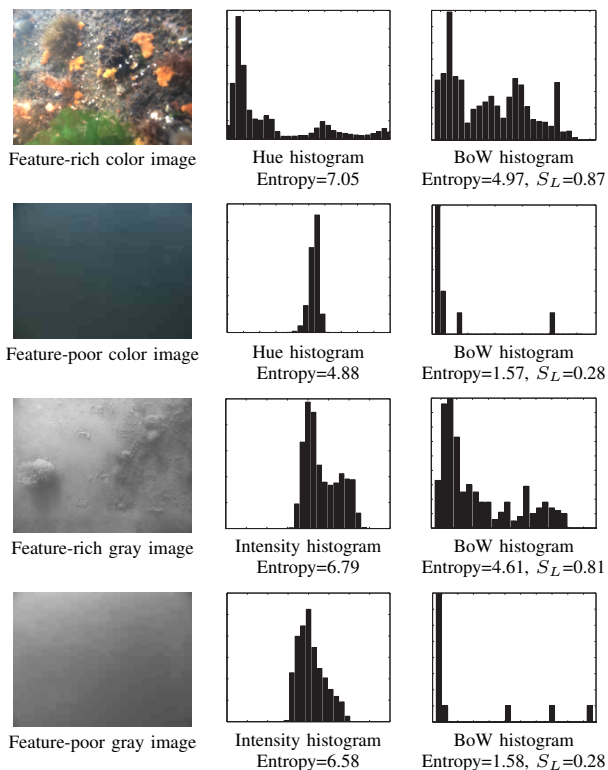 Feature-rich color image
Hue histogram
Entropy=7.05
BoW histogram
Entropy=4.97, S_L=0.87
Feature-poor color image
Hue histogram
Entropy=4.88
BoW histogram
Entropy=1.57, S_L=0.28
Feature-rich gray image
Intensity histogram
Entropy=6.79
BoW histogram
Entropy=4.61, S_L=0.81
Feature-poor gray image
Intensity histogram
Entropy=6.58
BoW histogram
Entropy=1.58, S_L=0.28